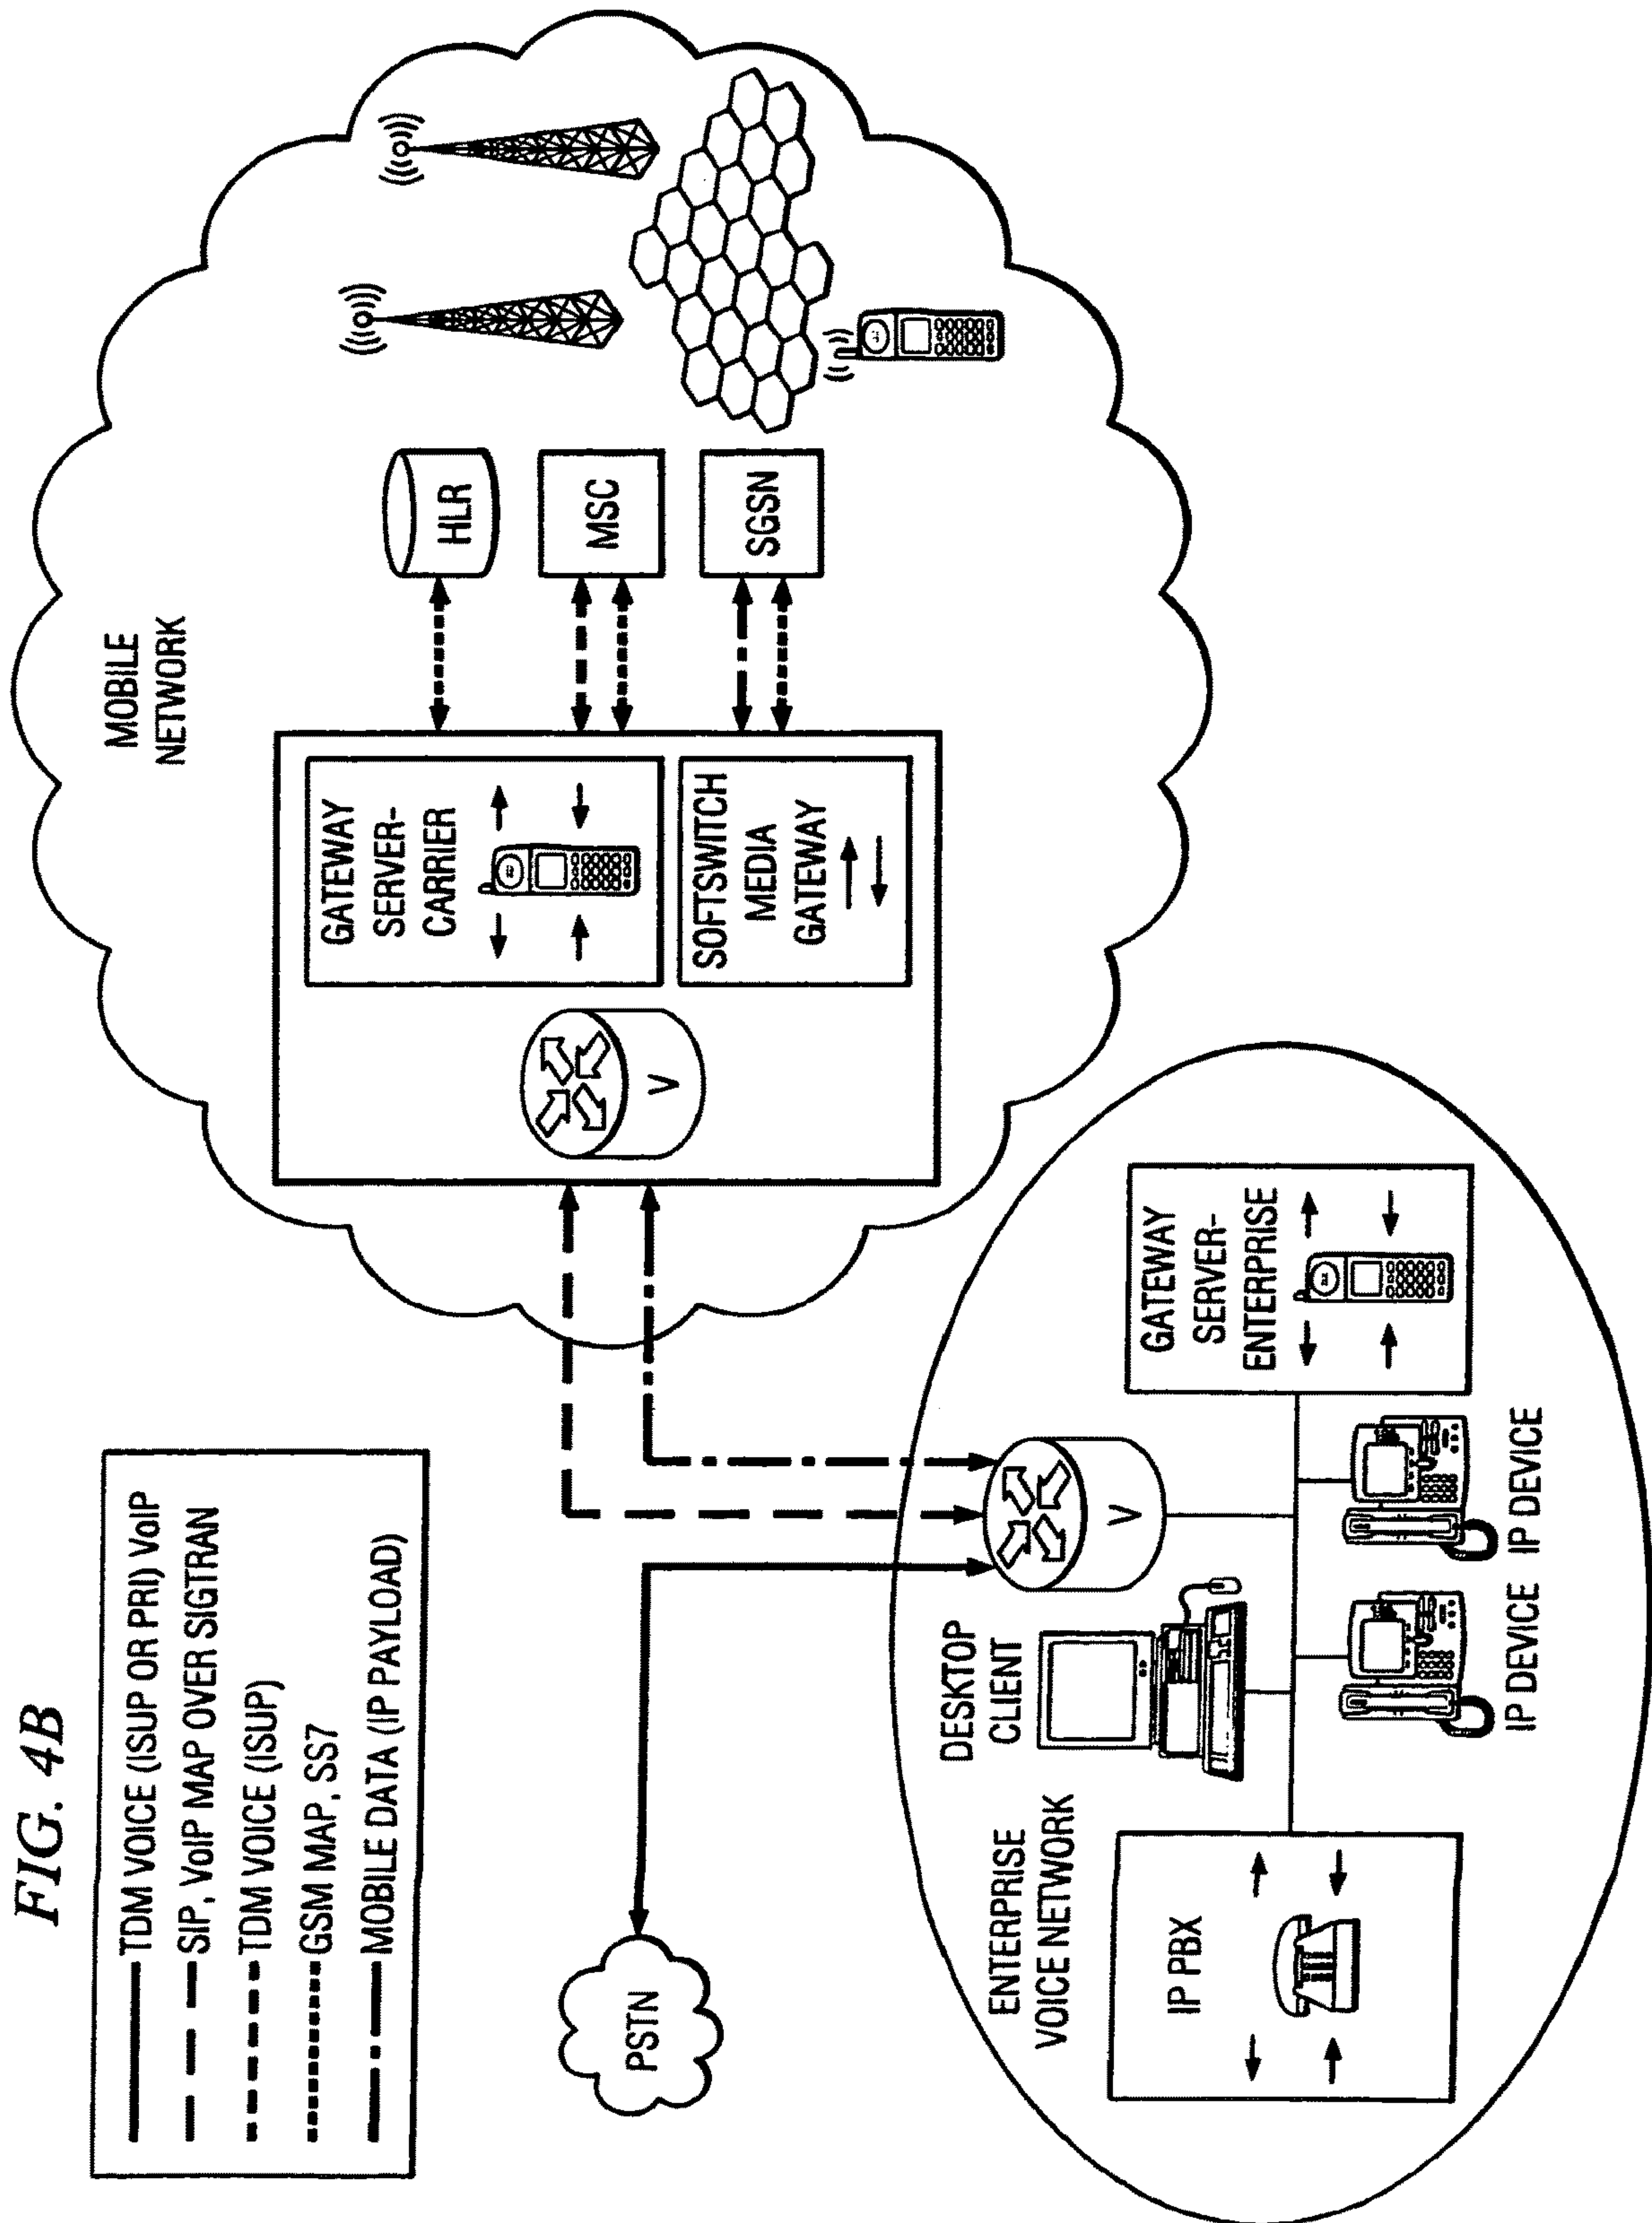 FIG. 4B
TDM VOICE (ISUP OR PRI) VoIP
SIP, VoIP MAP OVER SIGTRAN
TDM VOICE (ISUP)
GSM MAP, SS7
MOBILE DATA (IP PAYLOAD)
MOBILE
NETWORK
GATEWAY
SERVER-
CARRIER
SOFTSWITCH
MEDIA
GATEWAY
V
HLR
MSC
SGSN
PSTN
ENTERPRISE
VOICE NETWORK
DESKTOP
CLIENT
V
IP PBX
GATEWAY
SERVER-
ENTERPRISE
IP DEVICE
IP DEVICE